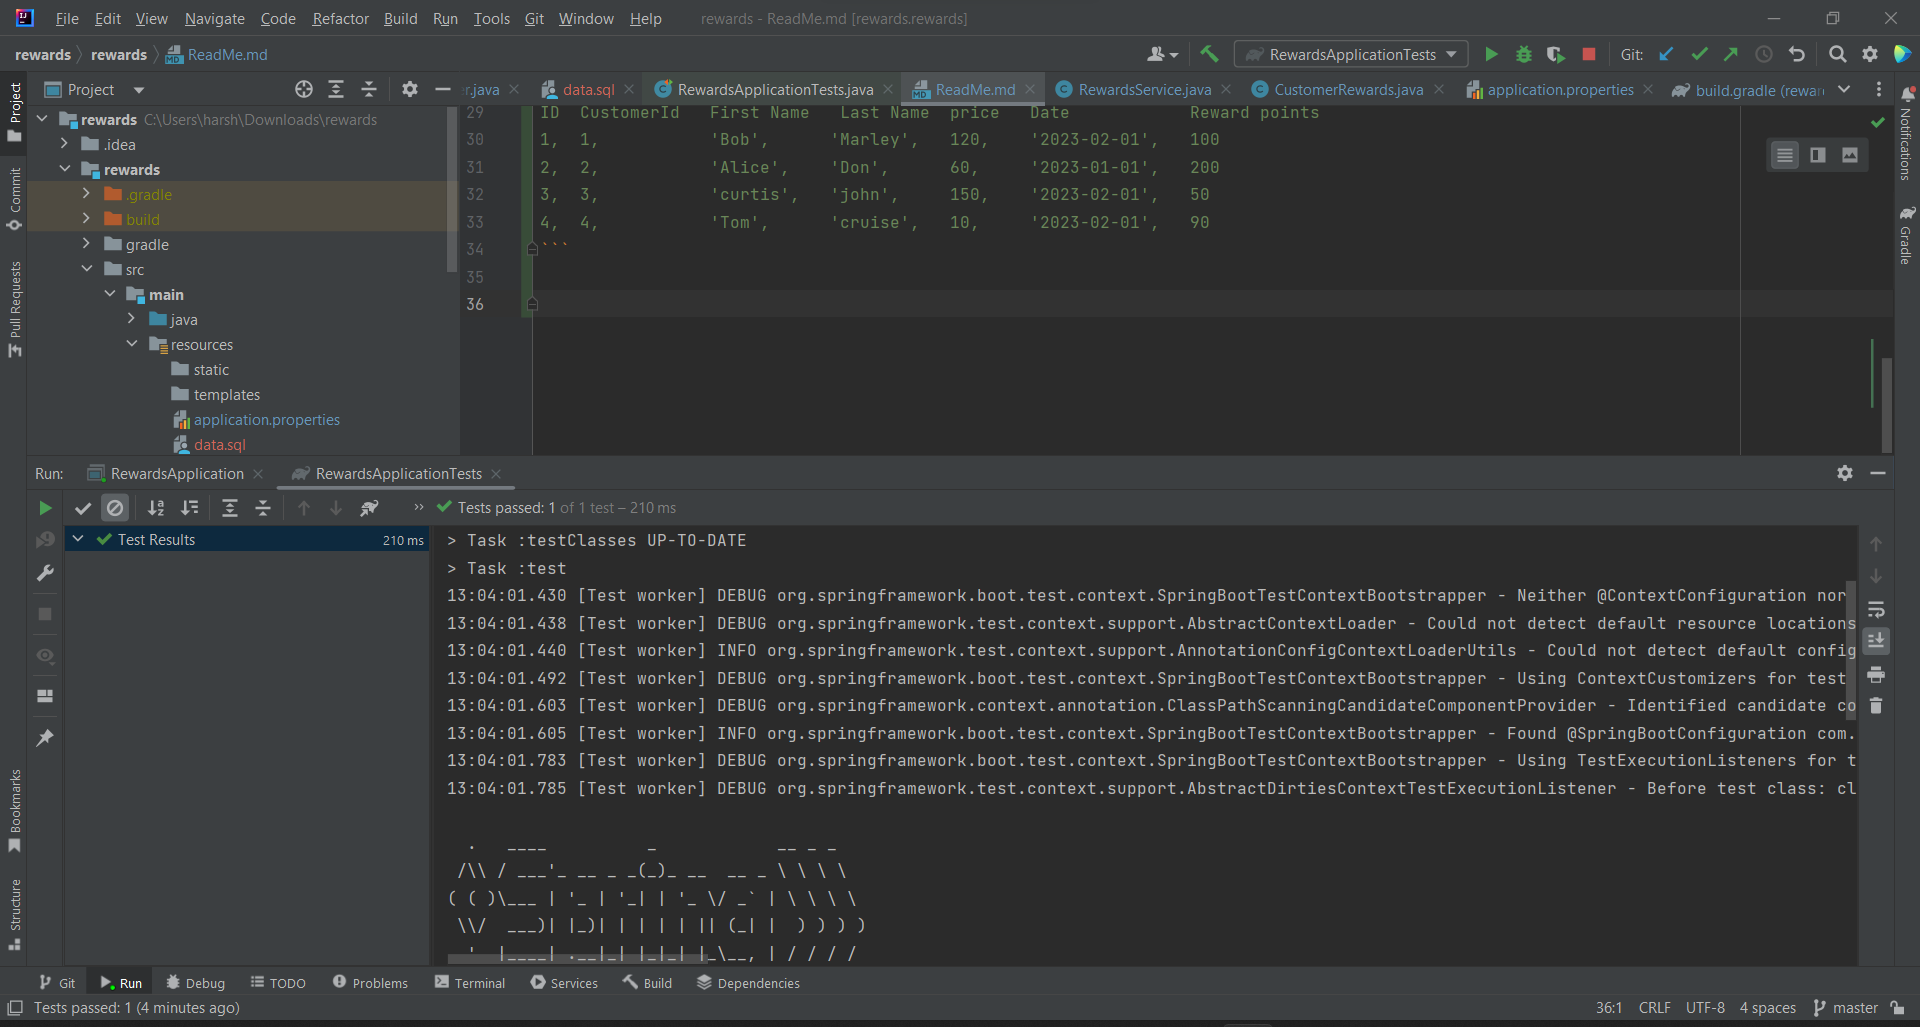 File Edit View Navigate Code Refactor Build Run Tools Git Window Help rewards - ReadMe.md [rewards.rewards]
rewards rewards ReadMe.md RewardsApplicationTests Git:
Project
r.java data.sql RewardsApplicationTests.java ReadMe.md RewardsService.java CustomerRewards.java application.properties build.gradle (rewar
rewards C:\Users\harsh\Downloads\rewards
.idea
rewards
.gradle
build
gradle
src
main
java
resources
static
templates
application.properties
data.sql
29 ID CustomerId First Name Last Name price Date Reward points
30 1, 1, 'Bob', 'Marley', 120, '2023-02-01', 100
31 2, 2, 'Alice', 'Don', 60, '2023-01-01', 200
32 3, 3, 'curtis', 'john', 150, '2023-02-01', 50
33 4, 4, 'Tom', 'cruise', 10, '2023-02-01', 90
34 ```
35
36
Project
Commit
Pull Requests
Bookmarks
Structure
Notifications
Gradle
Run: RewardsApplication RewardsApplicationTests
Tests passed: 1 of 1 test – 210 ms
Test Results 210 ms
> Task :testClasses UP-TO-DATE
> Task :test
13:04:01.430 [Test worker] DEBUG org.springframework.boot.test.context.SpringBootTestContextBootstrapper - Neither @ContextConfiguration nor
13:04:01.438 [Test worker] DEBUG org.springframework.test.context.support.AbstractContextLoader - Could not detect default resource locations
13:04:01.440 [Test worker] INFO org.springframework.test.context.support.AnnotationConfigContextLoaderUtils - Could not detect default config
13:04:01.492 [Test worker] DEBUG org.springframework.boot.test.context.SpringBootTestContextBootstrapper - Using ContextCustomizers for test
13:04:01.603 [Test worker] DEBUG org.springframework.context.annotation.ClassPathScanningCandidateComponentProvider - Identified candidate co
13:04:01.605 [Test worker] INFO org.springframework.boot.test.context.SpringBootTestContextBootstrapper - Found @SpringBootConfiguration com.
13:04:01.783 [Test worker] DEBUG org.springframework.boot.test.context.SpringBootTestContextBootstrapper - Using TestExecutionListeners for t
13:04:01.785 [Test worker] DEBUG org.springframework.test.context.support.AbstractDirtiesContextTestExecutionListener - Before test class: cl
Git Run Debug TODO Problems Terminal Services Build Dependencies
Tests passed: 1 (4 minutes ago) 36:1 CRLF UTF-8 4 spaces master